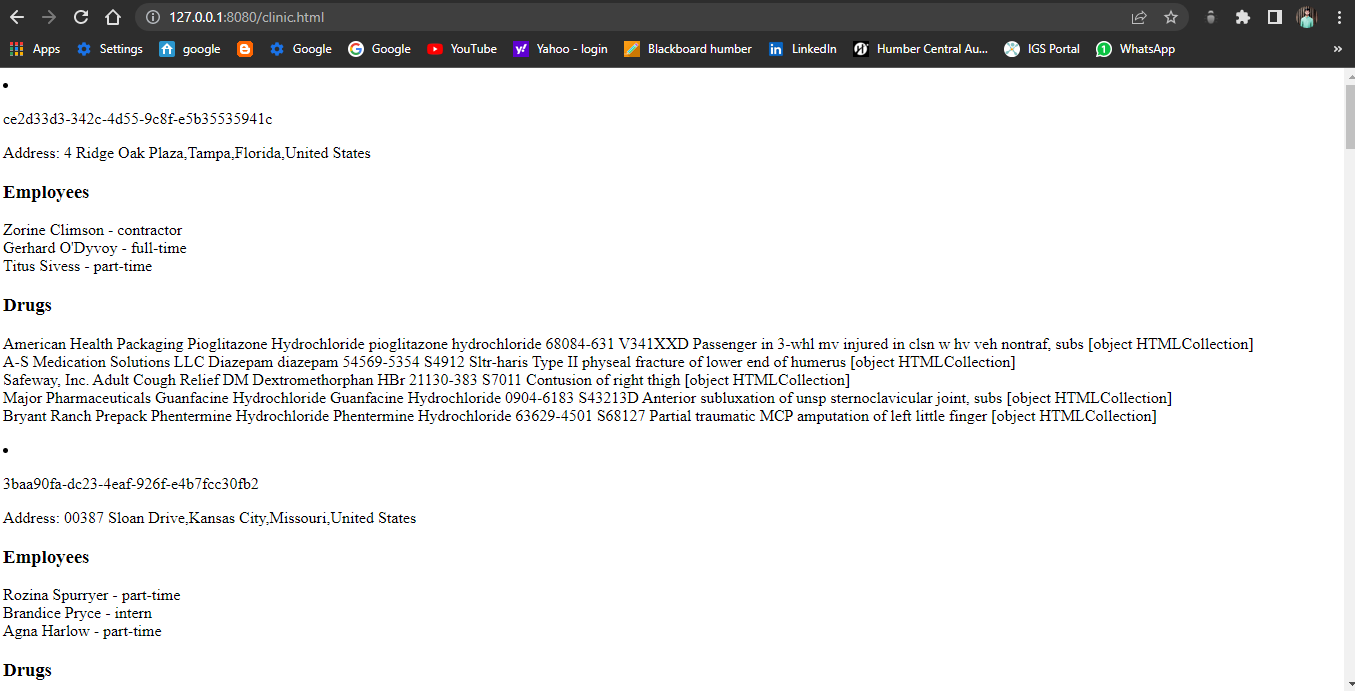 127.0.0.1:8080/clinic.html
Apps Settings google Google Google YouTube Yahoo - login Blackboard humber LinkedIn Humber Central Au... IGS Portal WhatsApp »
•
ce2d33d3-342c-4d55-9c8f-e5b35535941c
Address: 4 Ridge Oak Plaza,Tampa,Florida,United States
Employees
Zorine Climson - contractor
Gerhard O'Dyvoy - full-time
Titus Sivess - part-time
Drugs
American Health Packaging Pioglitazone Hydrochloride pioglitazone hydrochloride 68084-631 V341XXD Passenger in 3-whl mv injured in clsn w hv veh nontraf, subs [object HTMLCollection]
A-S Medication Solutions LLC Diazepam diazepam 54569-5354 S4912 Sltr-haris Type II physeal fracture of lower end of humerus [object HTMLCollection]
Safeway, Inc. Adult Cough Relief DM Dextromethorphan HBr 21130-383 S7011 Contusion of right thigh [object HTMLCollection]
Major Pharmaceuticals Guanfacine Hydrochloride Guanfacine Hydrochloride 0904-6183 S43213D Anterior subluxation of unsp sternoclavicular joint, subs [object HTMLCollection]
Bryant Ranch Prepack Phentermine Hydrochloride Phentermine Hydrochloride 63629-4501 S68127 Partial traumatic MCP amputation of left little finger [object HTMLCollection]
•
3baa90fa-dc23-4eaf-926f-e4b7fcc30fb2
Address: 00387 Sloan Drive,Kansas City,Missouri,United States
Employees
Rozina Spurryer - part-time
Brandice Pryce - intern
Agna Harlow - part-time
Drugs